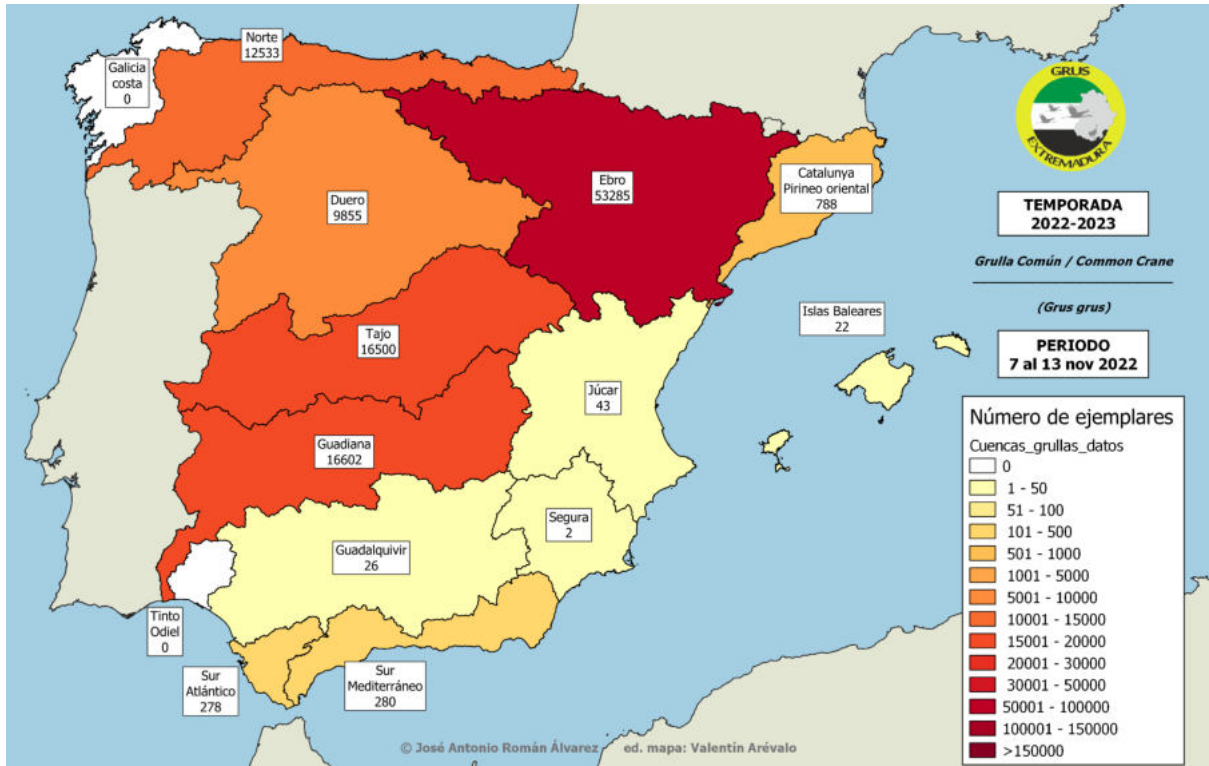 Norte
12533
Galicia
costa
0
Duero
9855
Ebro
53285
Catalunya
Pirineo oriental
788
Tajo
16500
Guadiana
16602
Júcar
43
Islas Baleares
22
Segura
2
Guadalquivir
26
Tinto
Odiel
0
Sur
Atlántico
278
Sur
Mediterráneo
280
GRUS
EXTREMADURA
TEMPORADA
2022-2023
Grulla Común / Common Crane
(Grus grus)
PERIODO
7 al 13 nov 2022
Número de ejemplares
Cuencas_grullas_datos
0
1 - 50
51 - 100
101 - 500
501 - 1000
1001 - 5000
5001 - 10000
10001 - 15000
15001 - 20000
20001 - 30000
30001 - 50000
50001 - 100000
100001 - 150000
>150000
© José Antonio Román Álvarez ed. mapa: Valentín Arévalo